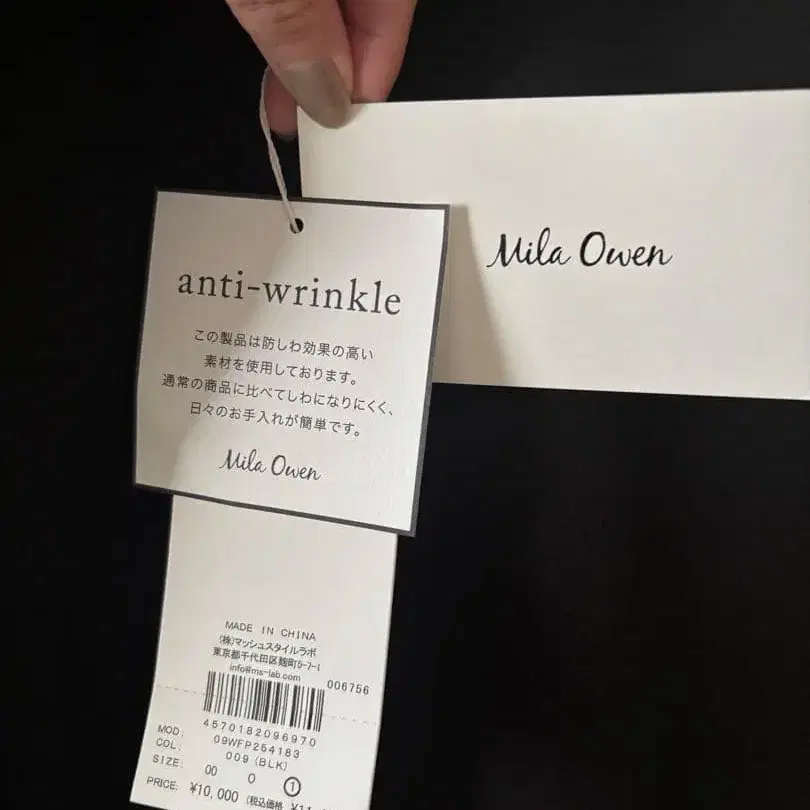 Mila Owen
anti-wrinkle
この製品は防しわ効果の高い
素材を使用しております。
通常の商品に比べてしわになりにくく、
日々のお手入れが簡単です。
Mila Owen
MADE IN CHINA
(株)マッシュスタイルラボ
東京都千代田区麹町5-7-1
info@ms-lab.com
006756
4570182096970
MOD: 09WFP254183
COL: 009 (BLK)
SIZE: 00 0 ①
PRICE: ¥10,000 (税込価格